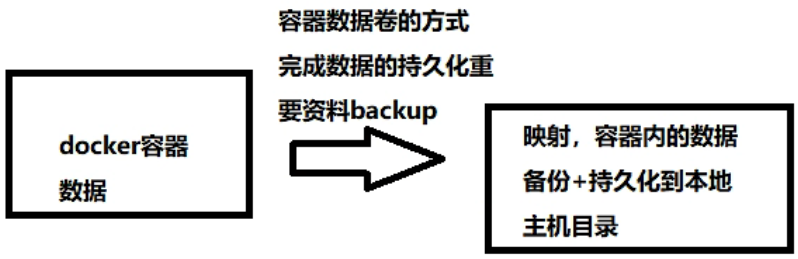 容器数据卷的方式
完成数据的持久化重
要资料backup
docker容器
数据
映射，容器内的数据
备份+持久化到本地
主机目录